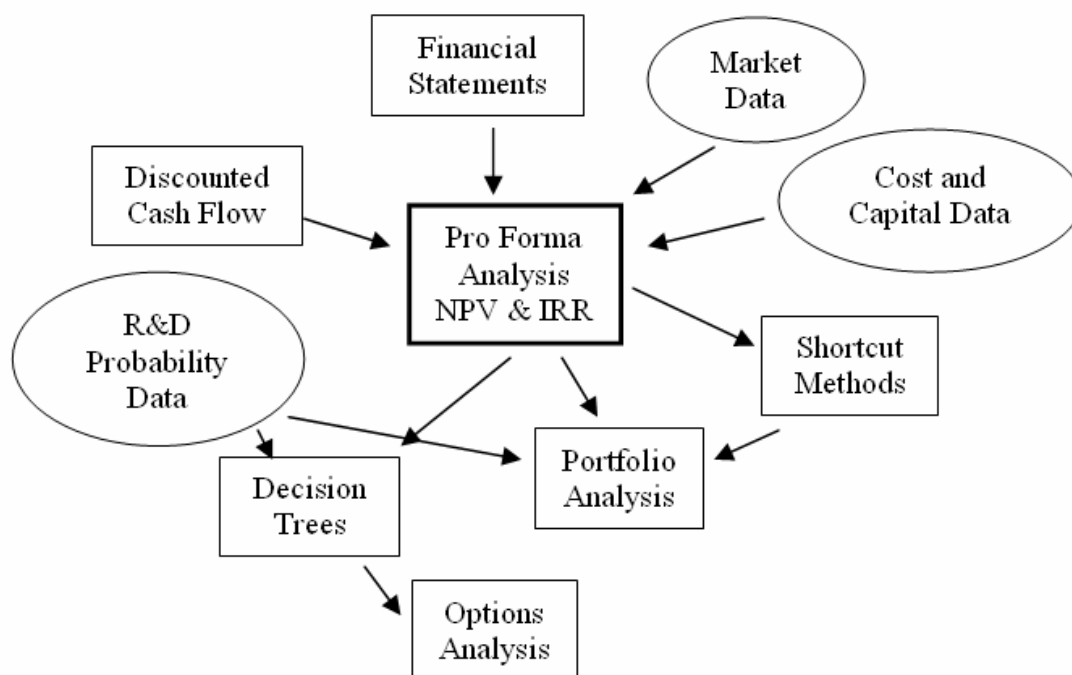 Financial
Statements
Market
Data
Discounted
Cash Flow
Cost and
Capital Data
Pro Forma
Analysis
NPV & IRR
R&D
Probability
Data
Shortcut
Methods
Decision
Trees
Portfolio
Analysis
Options
Analysis